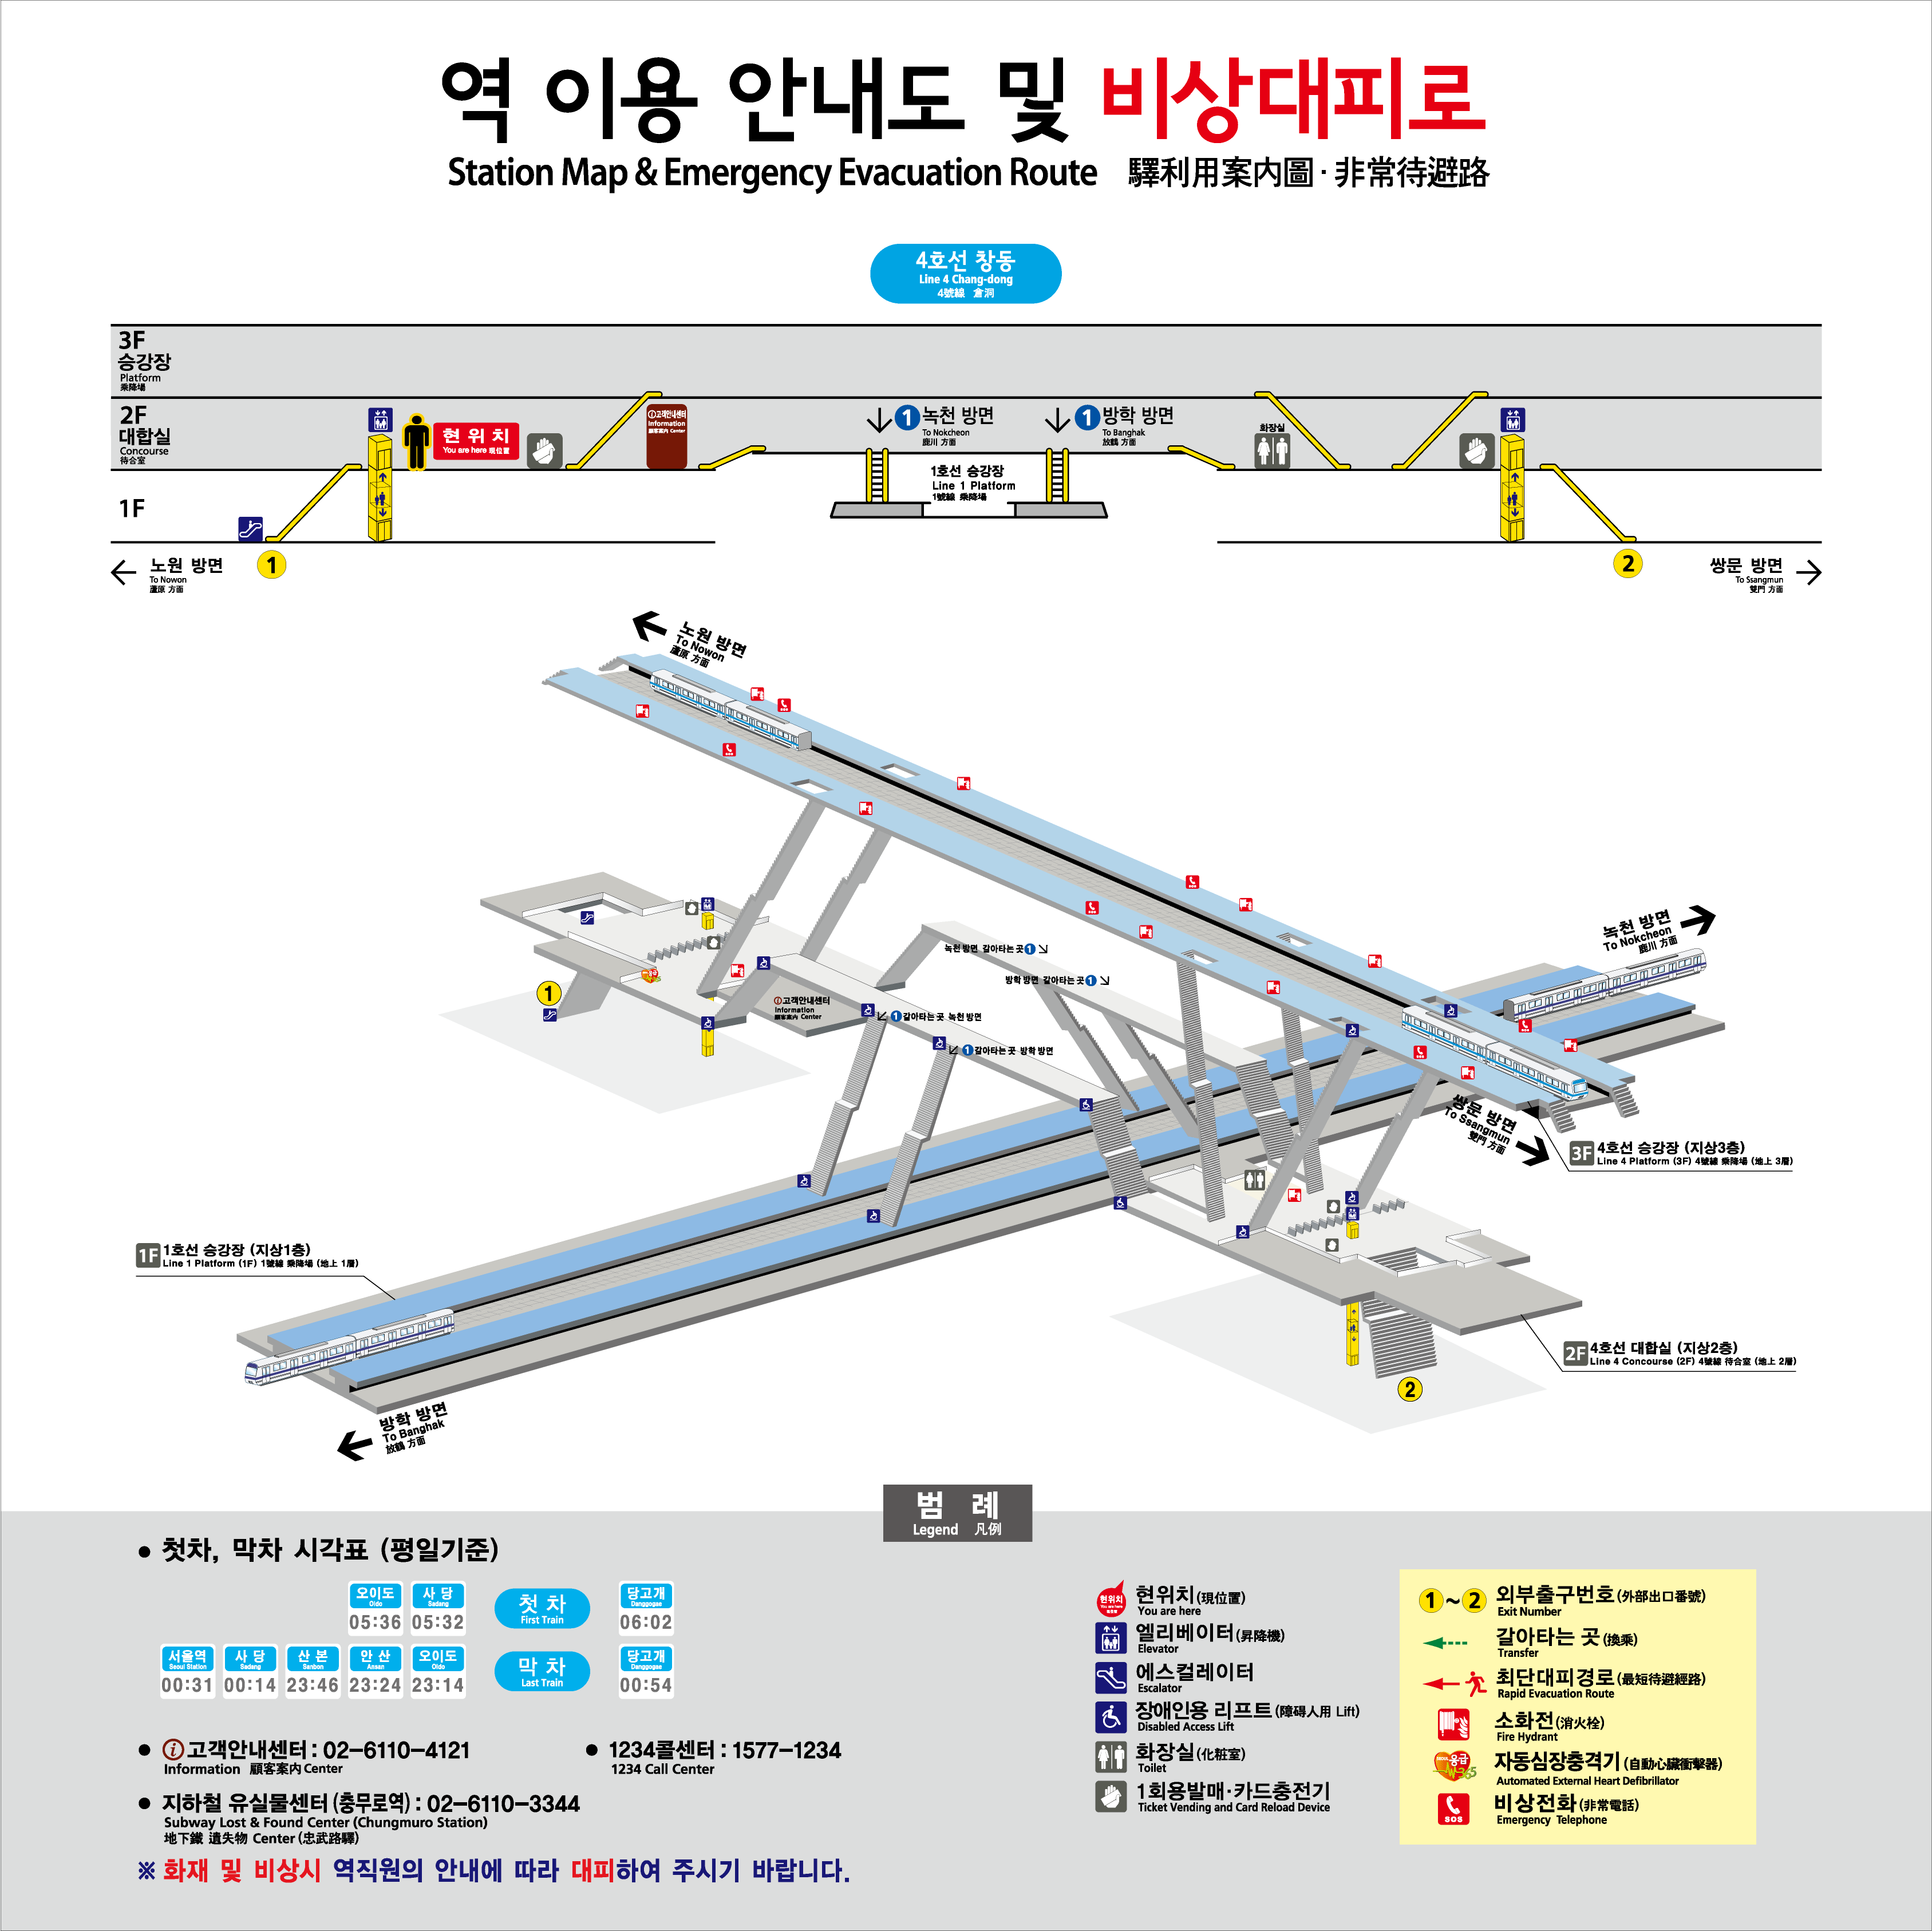 역 이용 안내도 및 비상대피로
Station Map & Emergency Evacuation Route 驛利用案内圖·非常待避路
4호선 창동
Line 4 Chang-dong
4號線 倉洞
3F
승강장
Platform
乘降場
2F
대합실
Concourse
待合室
1F
현 위 치
You are here 現位置
고객안내센터
Information
顧客案内 Center
1 녹천 방면
To Nokcheon
鹿川 方面
1 방학 방면
To Banghak
放鶴 方面
1호선 승강장
Line 1 Platform
1號線 乘降場
화장실
노원 방면
To Nowon
蘆原 方面
1
2
쌍문 방면
To Ssangmun
雙門 方面
노원 방면
To Nowon
蘆原 方面
녹천 방면
To Nokcheon
鹿川 方面
녹천 방면 갈아타는 곳 1
방학 방면 갈아타는 곳 1
1
고객안내센터
Information
顧客案内 Center
1 갈아타는 곳 녹천 방면
1 갈아타는 곳 방학 방면
쌍문 방면
To Ssangmun
雙門 方面
3F 4호선 승강장 (지상3층)
Line 4 Platform (3F) 4號線 乘降場 (地上 3層)
1F 1호선 승강장 (지상1층)
Line 1 Platform (1F) 1號線 乘降場 (地上 1層)
2F 4호선 대합실 (지상2층)
Line 4 Concourse (2F) 4號線 待合室 (地上 2層)
2
방학 방면
To Banghak
放鶴 方面
범 례
Legend 凡例
● 첫차, 막차 시각표 (평일기준)
오이도 사 당 첫 차 당고개
Oido Sadang First Train Danggogae
05:36 05:32 06:02
서울역 사 당 산 본 안 산 오이도 막 차 당고개
Seoul Station Sadang Sanbon Ansan Oido Last Train Danggogae
00:31 00:14 23:46 23:24 23:14 00:54
● 고객안내센터 : 02-6110-4121
Information 顧客案内 Center
● 1234콜센터 : 1577-1234
1234 Call Center
● 지하철 유실물센터 (충무로역) : 02-6110-3344
Subway Lost & Found Center (Chungmuro Station)
地下鐵 遺失物 Center (忠武路驛)
※ 화재 및 비상시 역직원의 안내에 따라 대피하여 주시기 바랍니다.
현위치
현위치 (現位置)
You are here
엘리베이터 (昇降機)
Elevator
에스컬레이터
Escalator
장애인용 리프트 (障碍人用 Lift)
Disabled Access Lift
화장실 (化粧室)
Toilet
1회용발매·카드충전기
Ticket Vending and Card Reload Device
1 ~ 2 외부출구번호 (外部出口番號)
Exit Number
갈아타는 곳 (換乘)
Transfer
최단대피경로 (最短待避經路)
Rapid Evacuation Route
소화전 (消火栓)
Fire Hydrant
응급 365
자동심장충격기 (自動心臟衝擊器)
Automated External Heart Defibrillator
SOS
비상전화 (非常電話)
Emergency Telephone